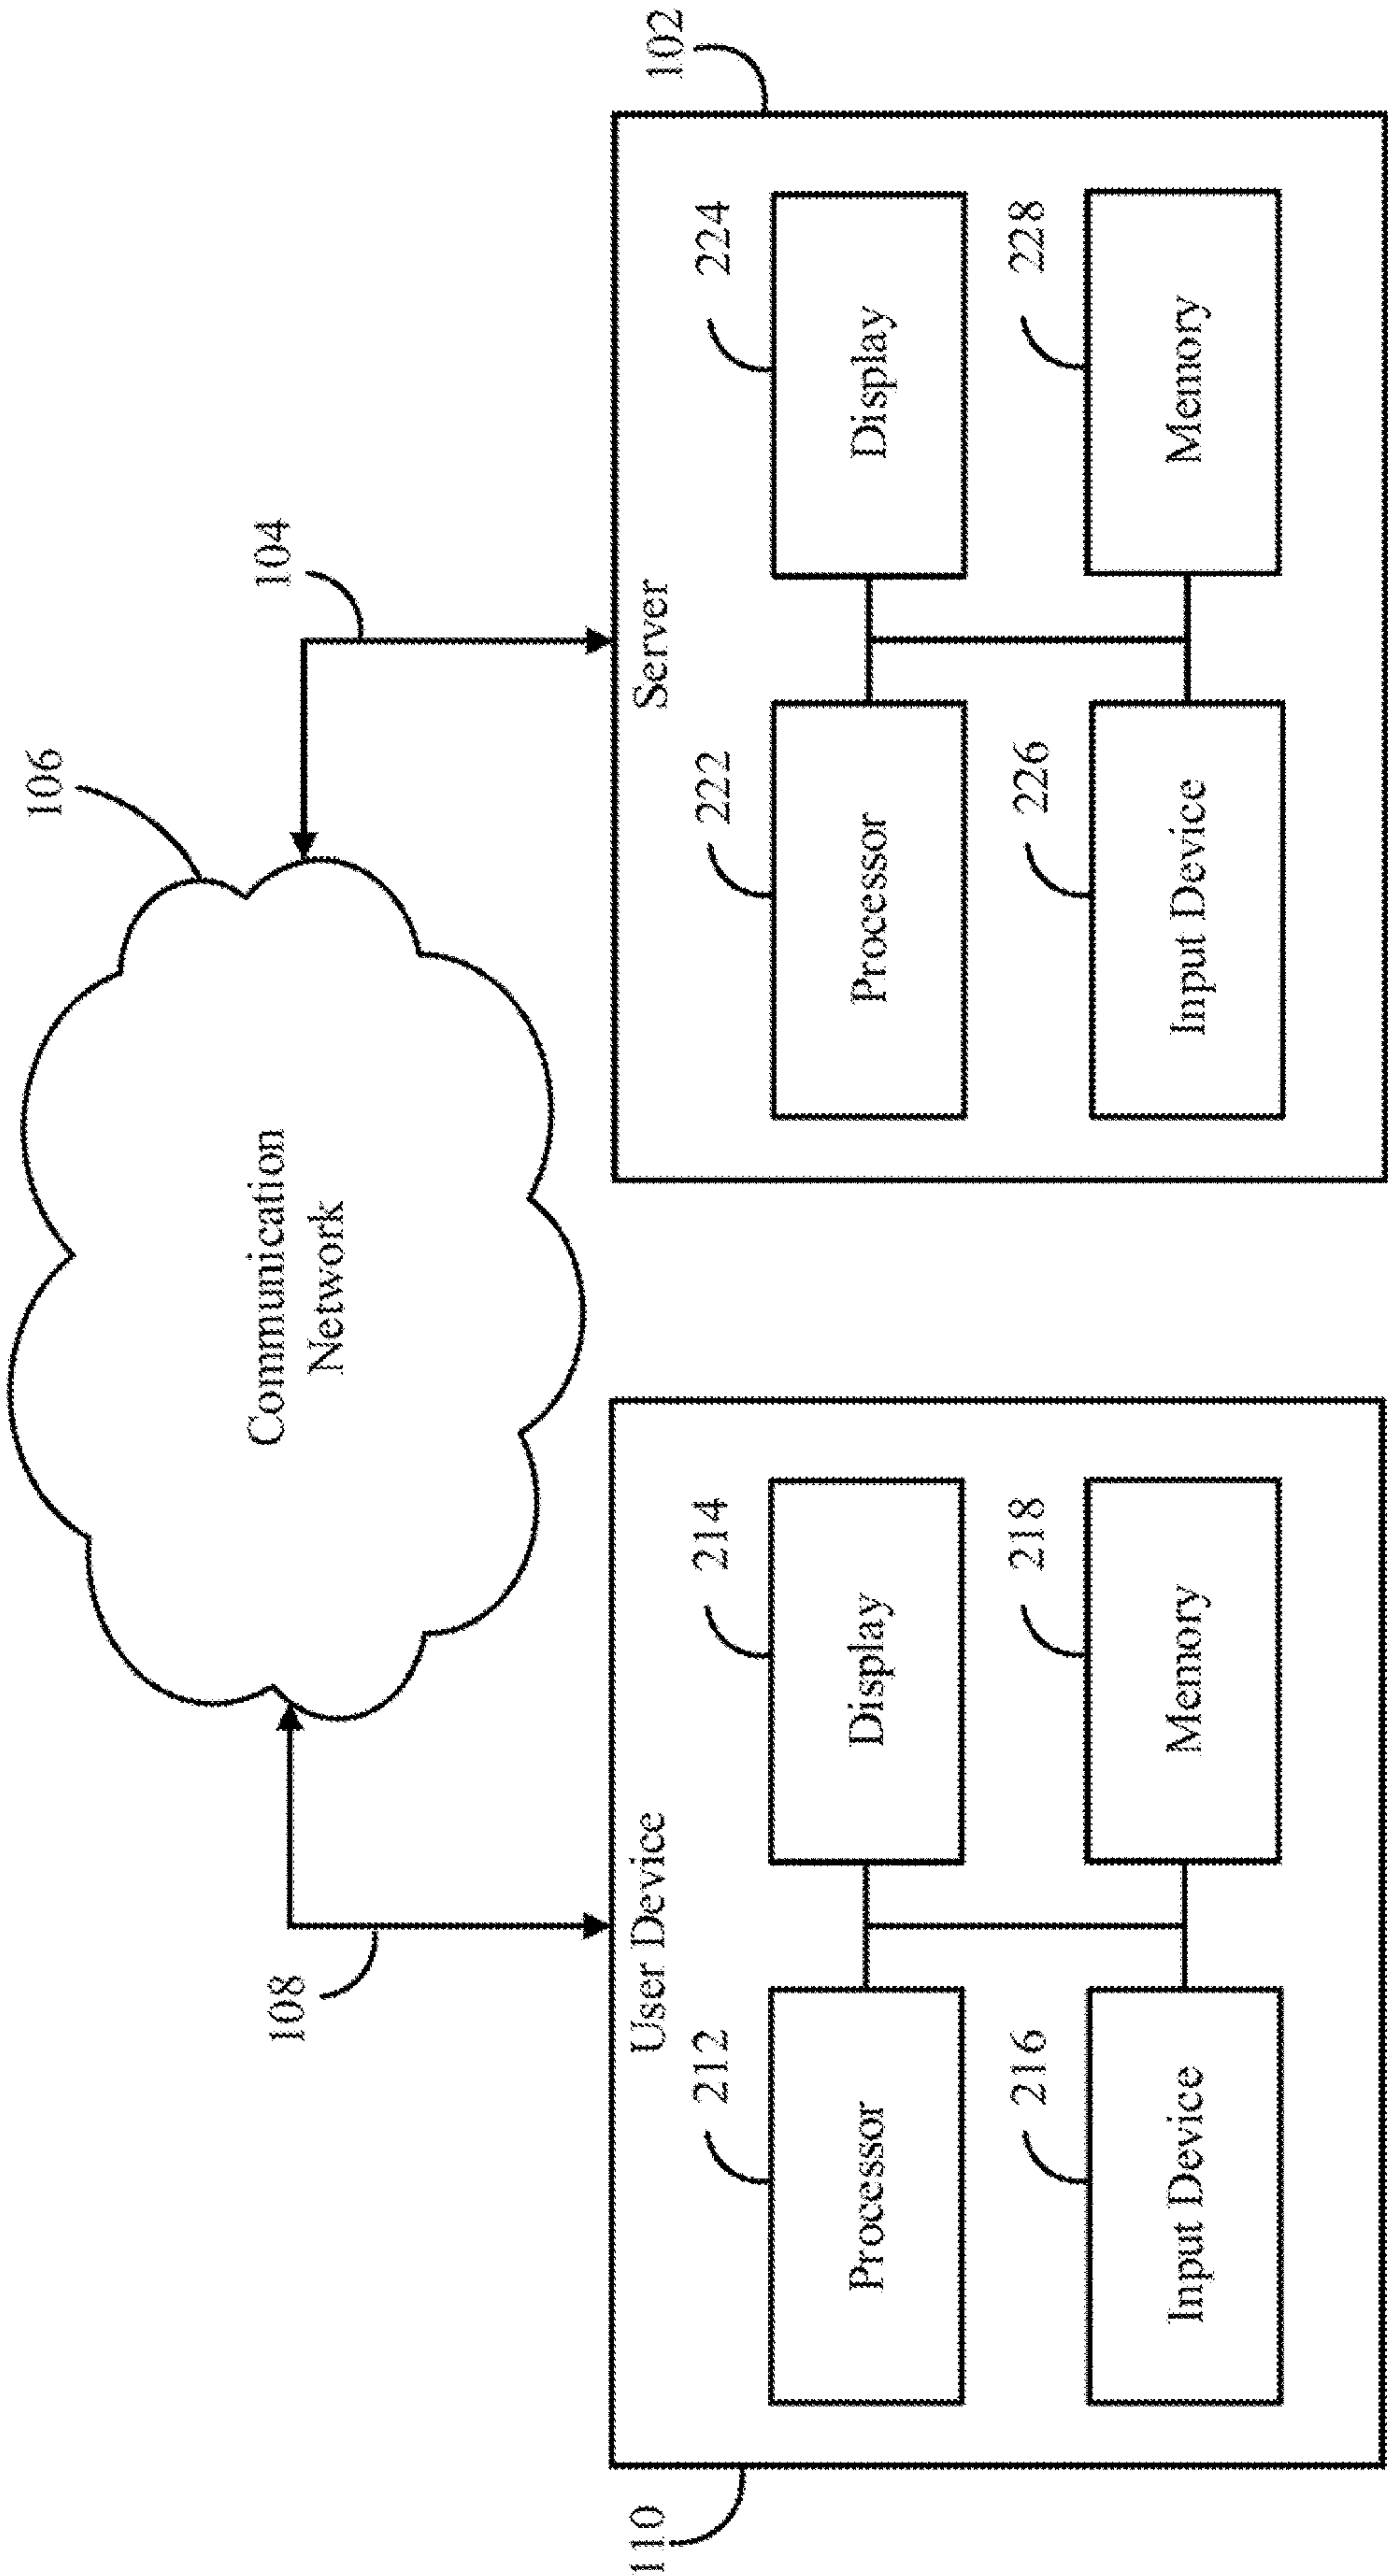 106
Communication
Network
108
104
110
User Device
212
Processor
214
Display
216
Input Device
218
Memory
102
Server
222
Processor
224
Display
226
Input Device
228
Memory